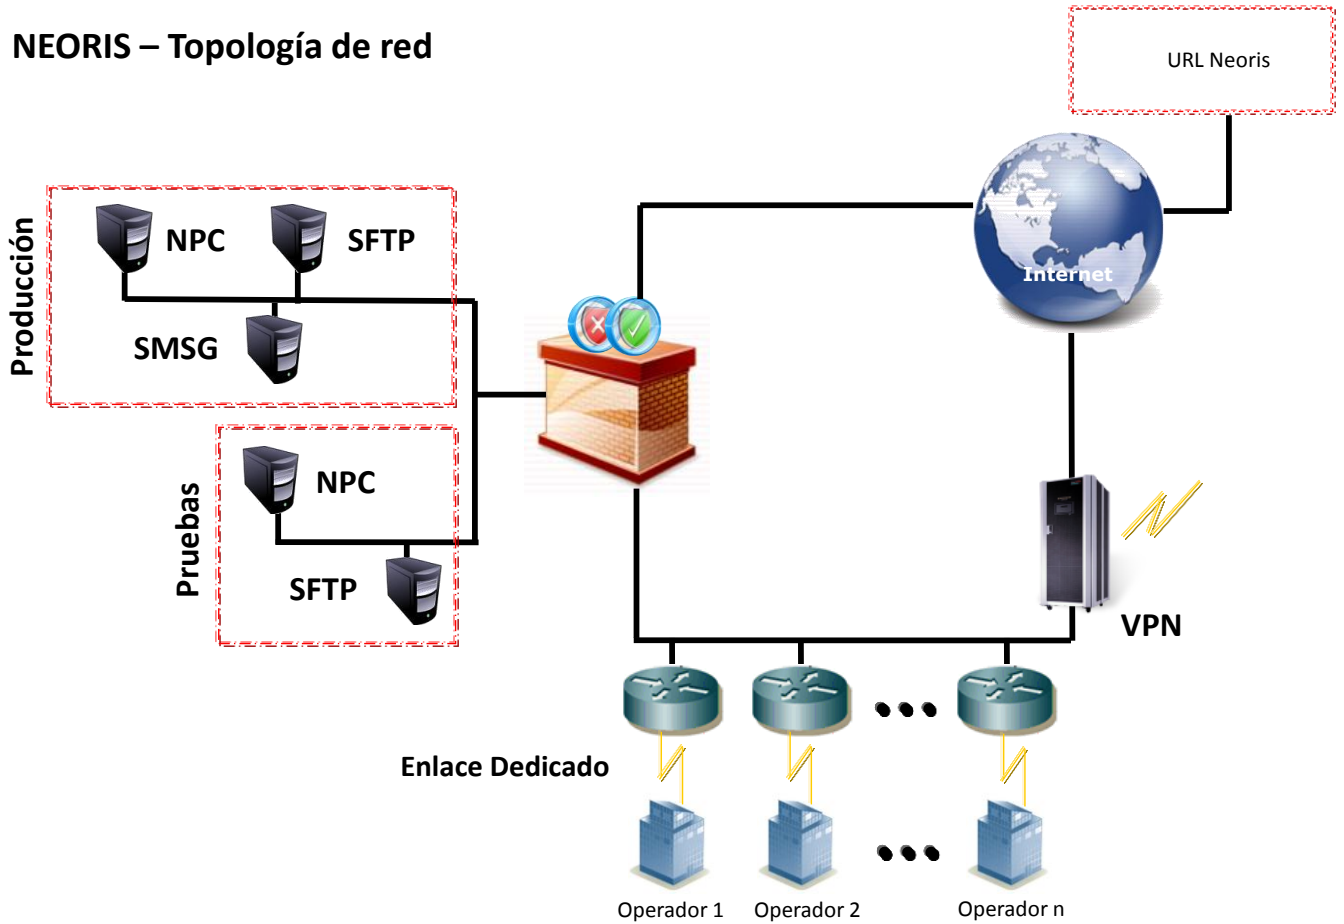 NEORIS – Topología de red
URL Neoris
Internet
Producción
NPC
SFTP
SMSG
Pruebas
NPC
SFTP
VPN
Enlace Dedicado
Operador 1
Operador 2
Operador n